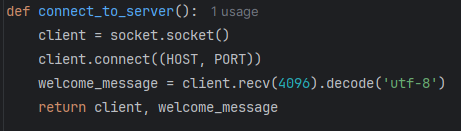 def connect_to_server(): 1 usage
    client = socket.socket()
    client.connect((HOST, PORT))
    welcome_message = client.recv(4096).decode('utf-8')
    return client, welcome_message